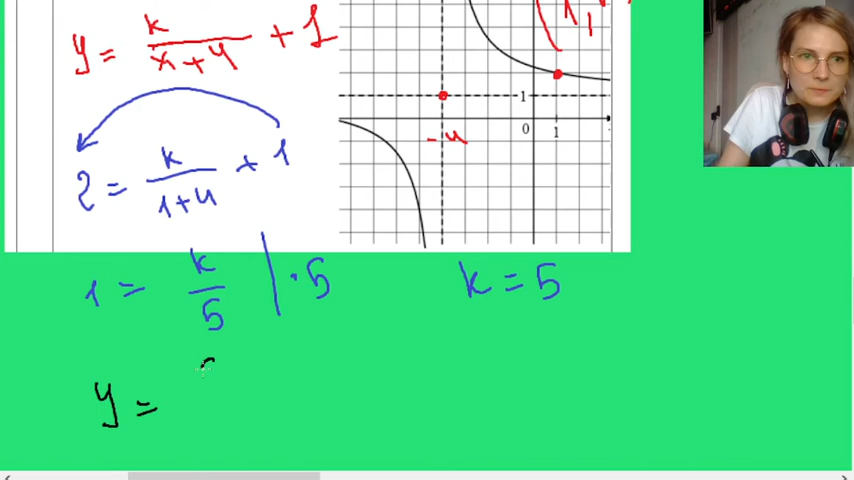 y = k/(x+4) + 1
1
-4
0 1
2 = k/(1+4) + 1
1 = k/5 | · 5
k = 5
y =